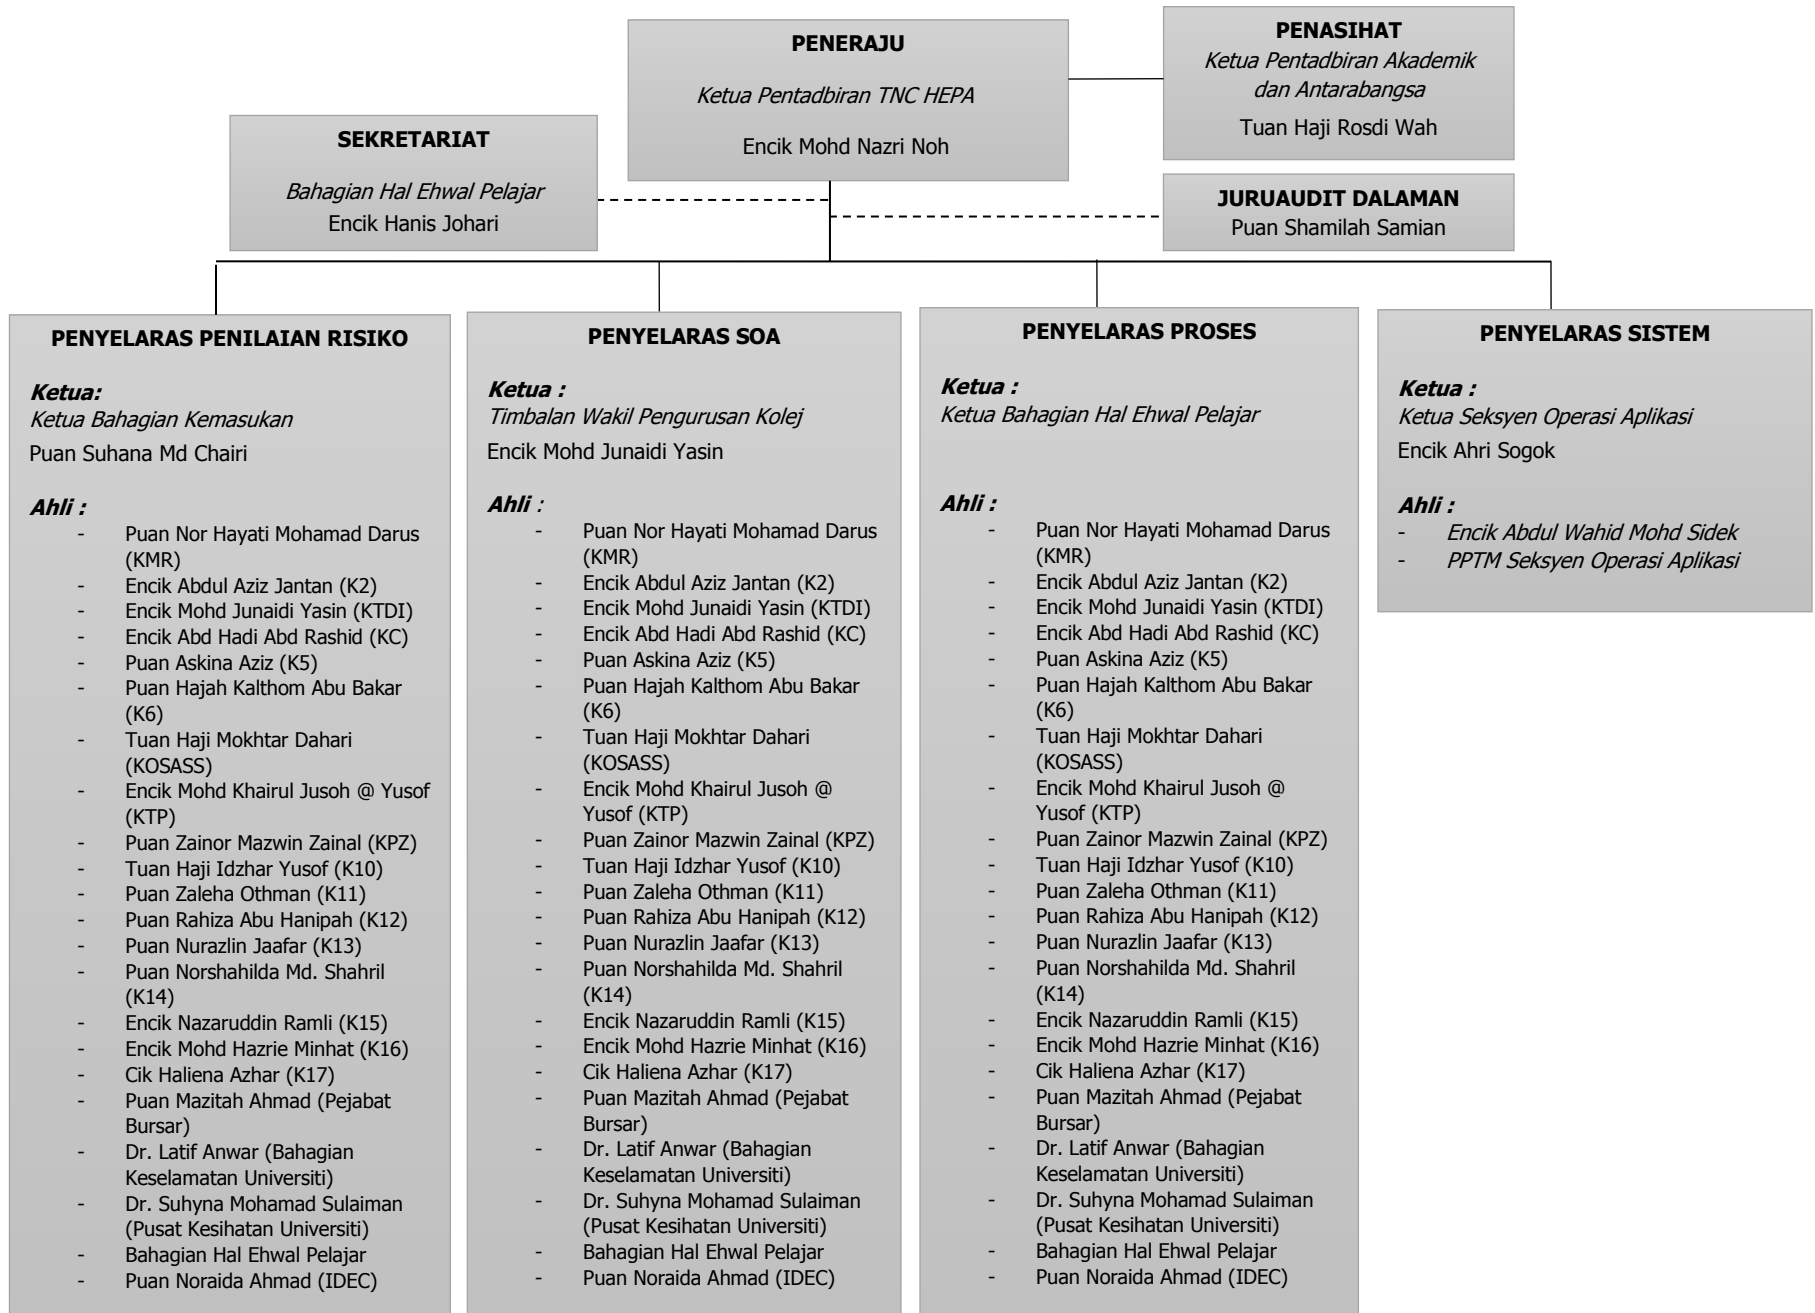 PENERAJU
Ketua Pentadbiran TNC HEPA
Encik Mohd Nazri Noh
PENASIHAT
Ketua Pentadbiran Akademik
dan Antarabangsa
Tuan Haji Rosdi Wah
SEKRETARIAT
Bahagian Hal Ehwal Pelajar
Encik Hanis Johari
JURUAUDIT DALAMAN
Puan Shamilah Samian
PENYELARAS PENILAIAN RISIKO
Ketua:
Ketua Bahagian Kemasukan
Puan Suhana Md Chairi
Ahli :
- Puan Nor Hayati Mohamad Darus
(KMR)
- Encik Abdul Aziz Jantan (K2)
- Encik Mohd Junaidi Yasin (KTDI)
- Encik Abd Hadi Abd Rashid (KC)
- Puan Askina Aziz (K5)
- Puan Hajah Kalthom Abu Bakar
(K6)
- Tuan Haji Mokhtar Dahari
(KOSASS)
- Encik Mohd Khairul Jusoh @ Yusof
(KTP)
- Puan Zainor Mazwin Zainal (KPZ)
- Tuan Haji Idzhar Yusof (K10)
- Puan Zaleha Othman (K11)
- Puan Rahiza Abu Hanipah (K12)
- Puan Nurazlin Jaafar (K13)
- Puan Norshahilda Md. Shahril
(K14)
- Encik Nazaruddin Ramli (K15)
- Encik Mohd Hazrie Minhat (K16)
- Cik Haliena Azhar (K17)
- Puan Mazitah Ahmad (Pejabat
Bursar)
- Dr. Latif Anwar (Bahagian
Keselamatan Universiti)
- Dr. Suhyna Mohamad Sulaiman
(Pusat Kesihatan Universiti)
- Bahagian Hal Ehwal Pelajar
- Puan Noraida Ahmad (IDEC)
PENYELARAS SOA
Ketua :
Timbalan Wakil Pengurusan Kolej
Encik Mohd Junaidi Yasin
Ahli :
- Puan Nor Hayati Mohamad Darus
(KMR)
- Encik Abdul Aziz Jantan (K2)
- Encik Mohd Junaidi Yasin (KTDI)
- Encik Abd Hadi Abd Rashid (KC)
- Puan Askina Aziz (K5)
- Puan Hajah Kalthom Abu Bakar
(K6)
- Tuan Haji Mokhtar Dahari
(KOSASS)
- Encik Mohd Khairul Jusoh @
Yusof (KTP)
- Puan Zainor Mazwin Zainal (KPZ)
- Tuan Haji Idzhar Yusof (K10)
- Puan Zaleha Othman (K11)
- Puan Rahiza Abu Hanipah (K12)
- Puan Nurazlin Jaafar (K13)
- Puan Norshahilda Md. Shahril
(K14)
- Encik Nazaruddin Ramli (K15)
- Encik Mohd Hazrie Minhat (K16)
- Cik Haliena Azhar (K17)
- Puan Mazitah Ahmad (Pejabat
Bursar)
- Dr. Latif Anwar (Bahagian
Keselamatan Universiti)
- Dr. Suhyna Mohamad Sulaiman
(Pusat Kesihatan Universiti)
- Bahagian Hal Ehwal Pelajar
- Puan Noraida Ahmad (IDEC)
PENYELARAS PROSES
Ketua :
Ketua Bahagian Hal Ehwal Pelajar
Ahli :
- Puan Nor Hayati Mohamad Darus
(KMR)
- Encik Abdul Aziz Jantan (K2)
- Encik Mohd Junaidi Yasin (KTDI)
- Encik Abd Hadi Abd Rashid (KC)
- Puan Askina Aziz (K5)
- Puan Hajah Kalthom Abu Bakar
(K6)
- Tuan Haji Mokhtar Dahari
(KOSASS)
- Encik Mohd Khairul Jusoh @
Yusof (KTP)
- Puan Zainor Mazwin Zainal (KPZ)
- Tuan Haji Idzhar Yusof (K10)
- Puan Zaleha Othman (K11)
- Puan Rahiza Abu Hanipah (K12)
- Puan Nurazlin Jaafar (K13)
- Puan Norshahilda Md. Shahril
(K14)
- Encik Nazaruddin Ramli (K15)
- Encik Mohd Hazrie Minhat (K16)
- Cik Haliena Azhar (K17)
- Puan Mazitah Ahmad (Pejabat
Bursar)
- Dr. Latif Anwar (Bahagian
Keselamatan Universiti)
- Dr. Suhyna Mohamad Sulaiman
(Pusat Kesihatan Universiti)
- Bahagian Hal Ehwal Pelajar
- Puan Noraida Ahmad (IDEC)
PENYELARAS SISTEM
Ketua :
Ketua Seksyen Operasi Aplikasi
Encik Ahri Sogok
Ahli :
- Encik Abdul Wahid Mohd Sidek
- PPTM Seksyen Operasi Aplikasi